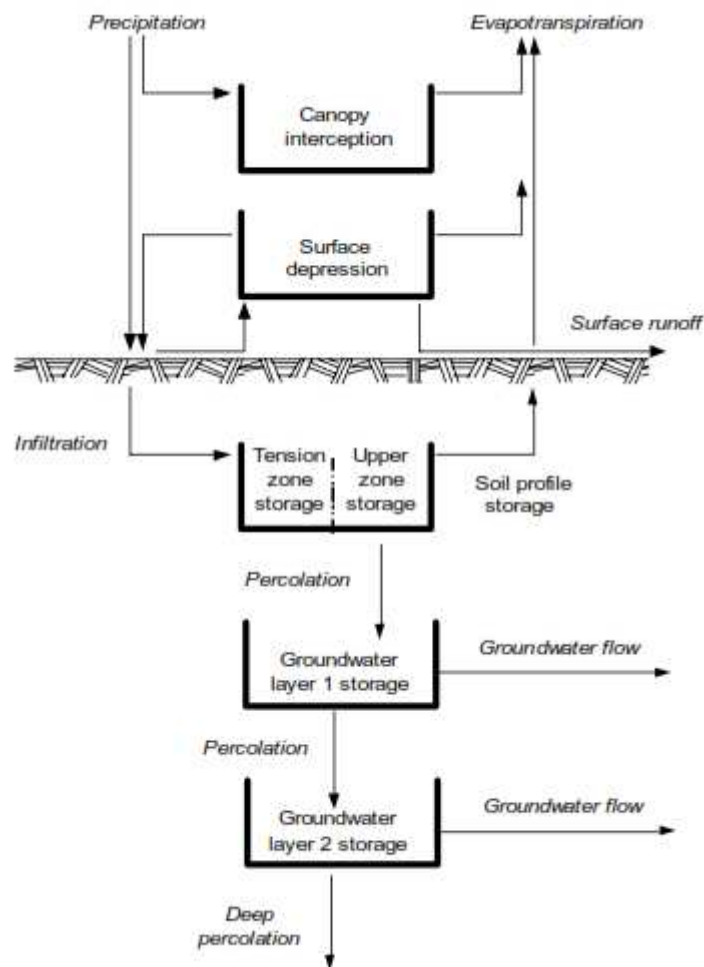 Precipitation
Evapotranspiration
Canopy
interception
Surface
depression
Surface runoff
Infiltration
Tension
zone
storage
Upper
zone
storage
Soil profile
storage
Percolation
Groundwater
layer 1 storage
Groundwater flow
Percolation
Groundwater
layer 2 storage
Groundwater flow
Deep
percolation